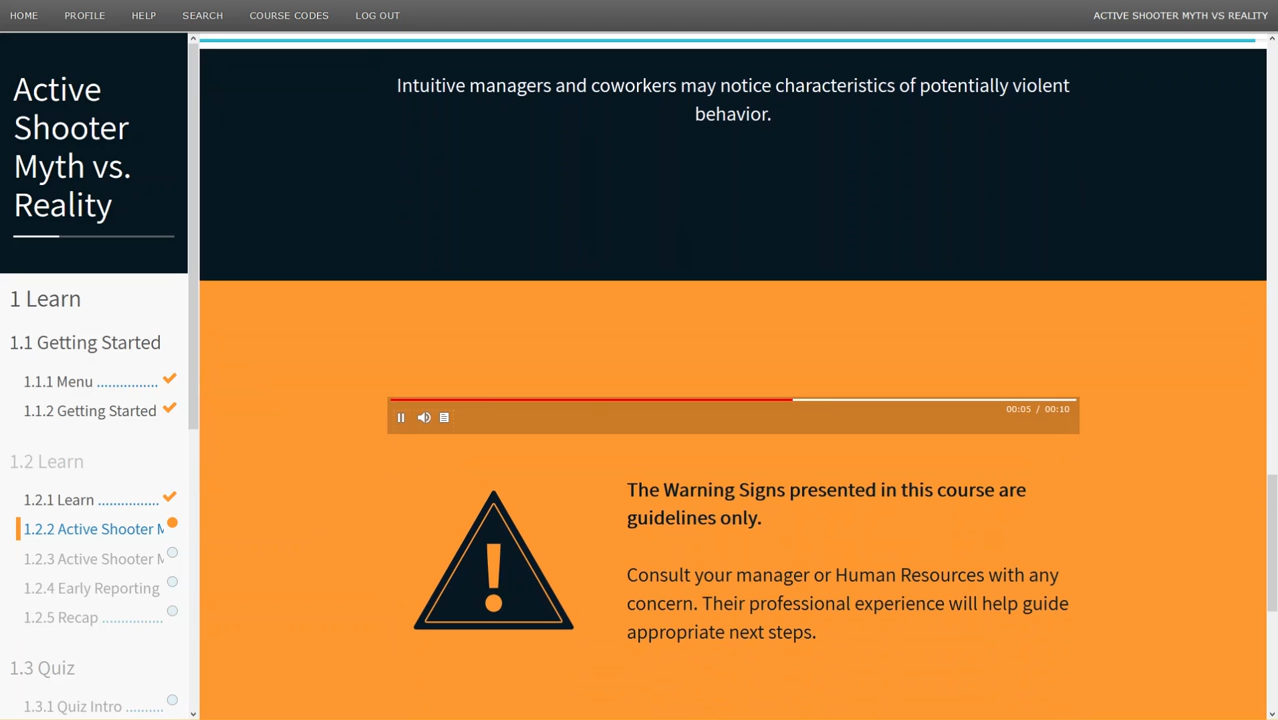 HOME PROFILE HELP SEARCH COURSE CODES LOG OUT ACTIVE SHOOTER MYTH VS REALITY
Active
Shooter
Myth vs.
Reality
1 Learn
1.1 Getting Started
1.1.1 Menu
1.1.2 Getting Started
1.2 Learn
1.2.1 Learn
1.2.2 Active Shooter M
1.2.3 Active Shooter M
1.2.4 Early Reporting
1.2.5 Recap
1.3 Quiz
1.3.1 Quiz Intro
Intuitive managers and coworkers may notice characteristics of potentially violent
behavior.
00:05 / 00:10
The Warning Signs presented in this course are
guidelines only.
Consult your manager or Human Resources with any
concern. Their professional experience will help guide
appropriate next steps.